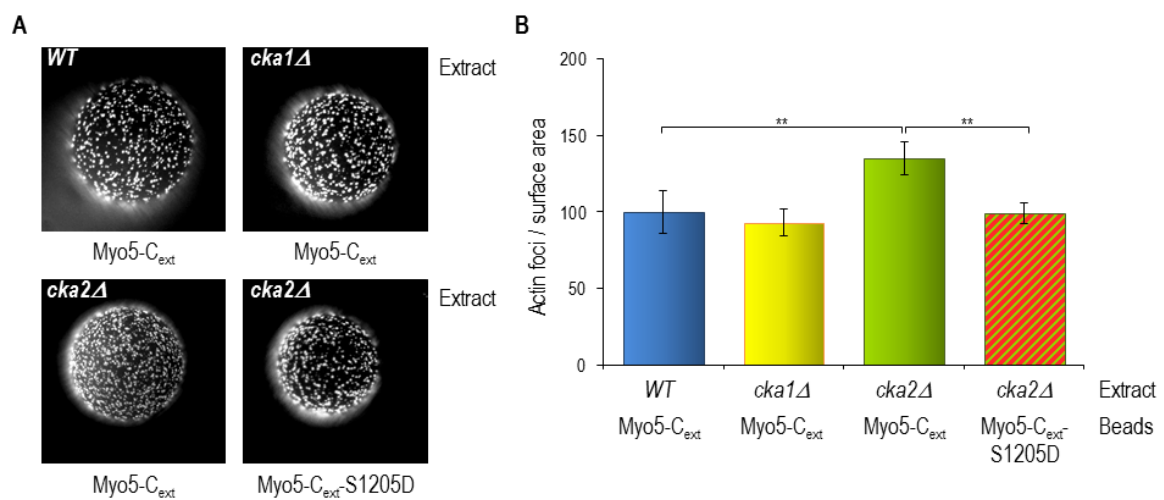 A
WT
cka1Δ
Extract
Myo5-Cext
Myo5-Cext
cka2Δ
cka2Δ
Extract
Myo5-Cext
Myo5-Cext-S1205D
B
Actin foci / surface area
200
150
100
50
0
**
**
WT
cka1Δ
cka2Δ
cka2Δ
Extract
Myo5-Cext
Myo5-Cext
Myo5-Cext
Myo5-Cext-
S1205D
Beads